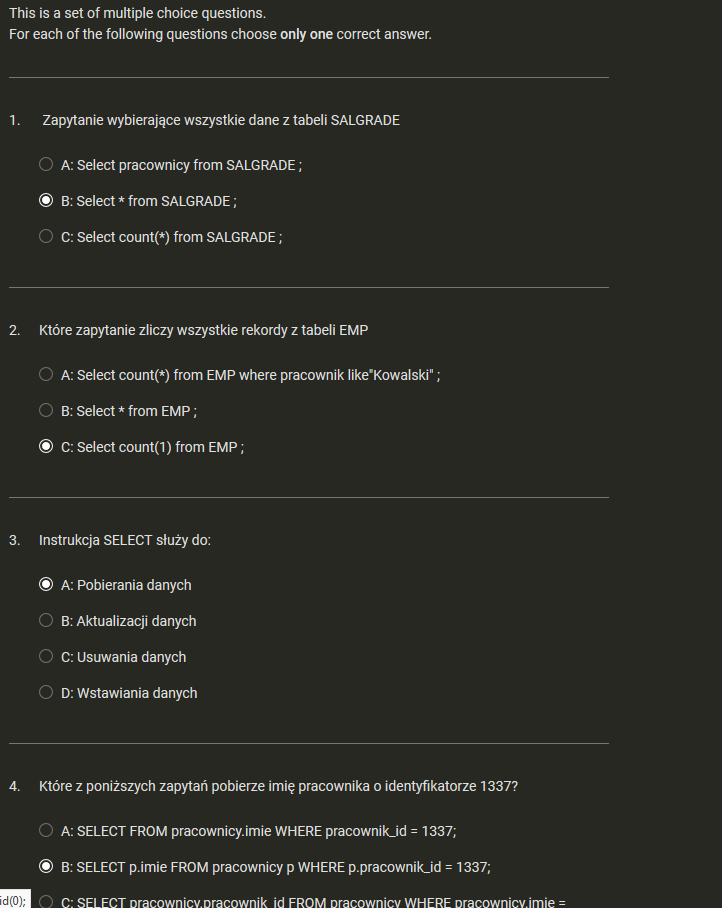 This is a set of multiple choice questions.
For each of the following questions choose only one correct answer.
1. Zapytanie wybierające wszystkie dane z tabeli SALGRADE
A: Select pracownicy from SALGRADE ;
B: Select * from SALGRADE ;
C: Select count(*) from SALGRADE ;
2. Które zapytanie zliczy wszystkie rekordy z tabeli EMP
A: Select count(*) from EMP where pracownik like"Kowalski" ;
B: Select * from EMP ;
C: Select count(1) from EMP ;
3. Instrukcja SELECT służy do:
A: Pobierania danych
B: Aktualizacji danych
C: Usuwania danych
D: Wstawiania danych
4. Które z poniższych zapytań pobierze imię pracownika o identyfikatorze 1337?
A: SELECT FROM pracownicy.imie WHERE pracownik_id = 1337;
B: SELECT p.imie FROM pracownicy p WHERE p.pracownik_id = 1337;
id(0);
C: SELECT pracownicy.pracownik_id FROM pracownicy WHERE pracownicy.imie =